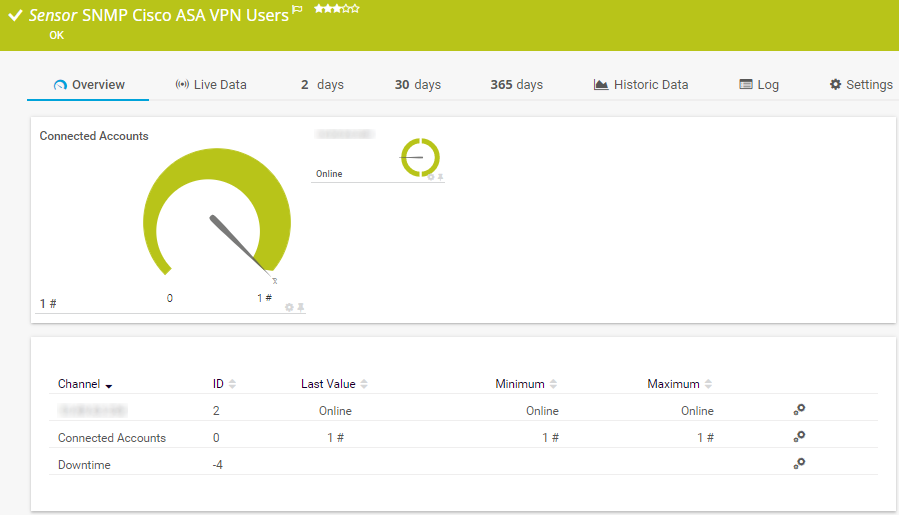 Sensor SNMP Cisco ASA VPN Users
OK
Overview Live Data 2 days 30 days 365 days Historic Data Log Settings
Connected Accounts
Online
0 1 #
1 #
Channel ID Last Value Minimum Maximum
2 Online Online Online
Connected Accounts 0 1 # 1 # 1 #
Downtime -4